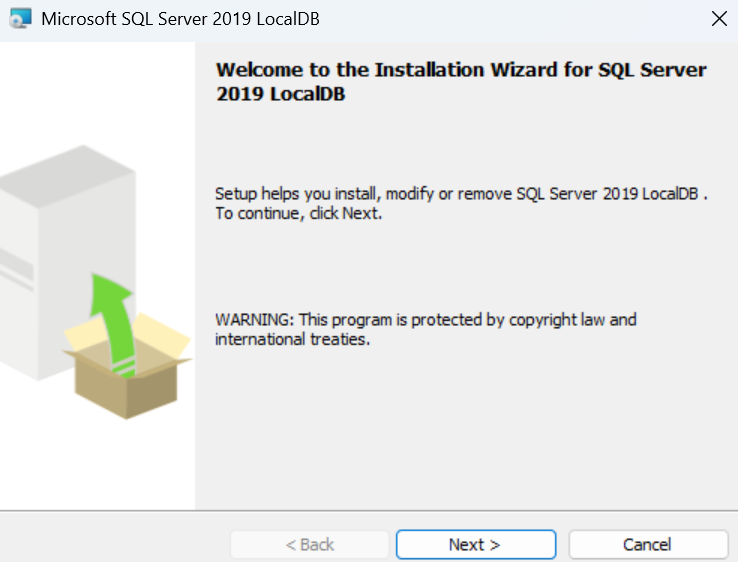 Microsoft SQL Server 2019 LocalDB
Welcome to the Installation Wizard for SQL Server
2019 LocalDB
Setup helps you install, modify or remove SQL Server 2019 LocalDB .
To continue, click Next.
WARNING: This program is protected by copyright law and
international treaties.
< Back Next > Cancel